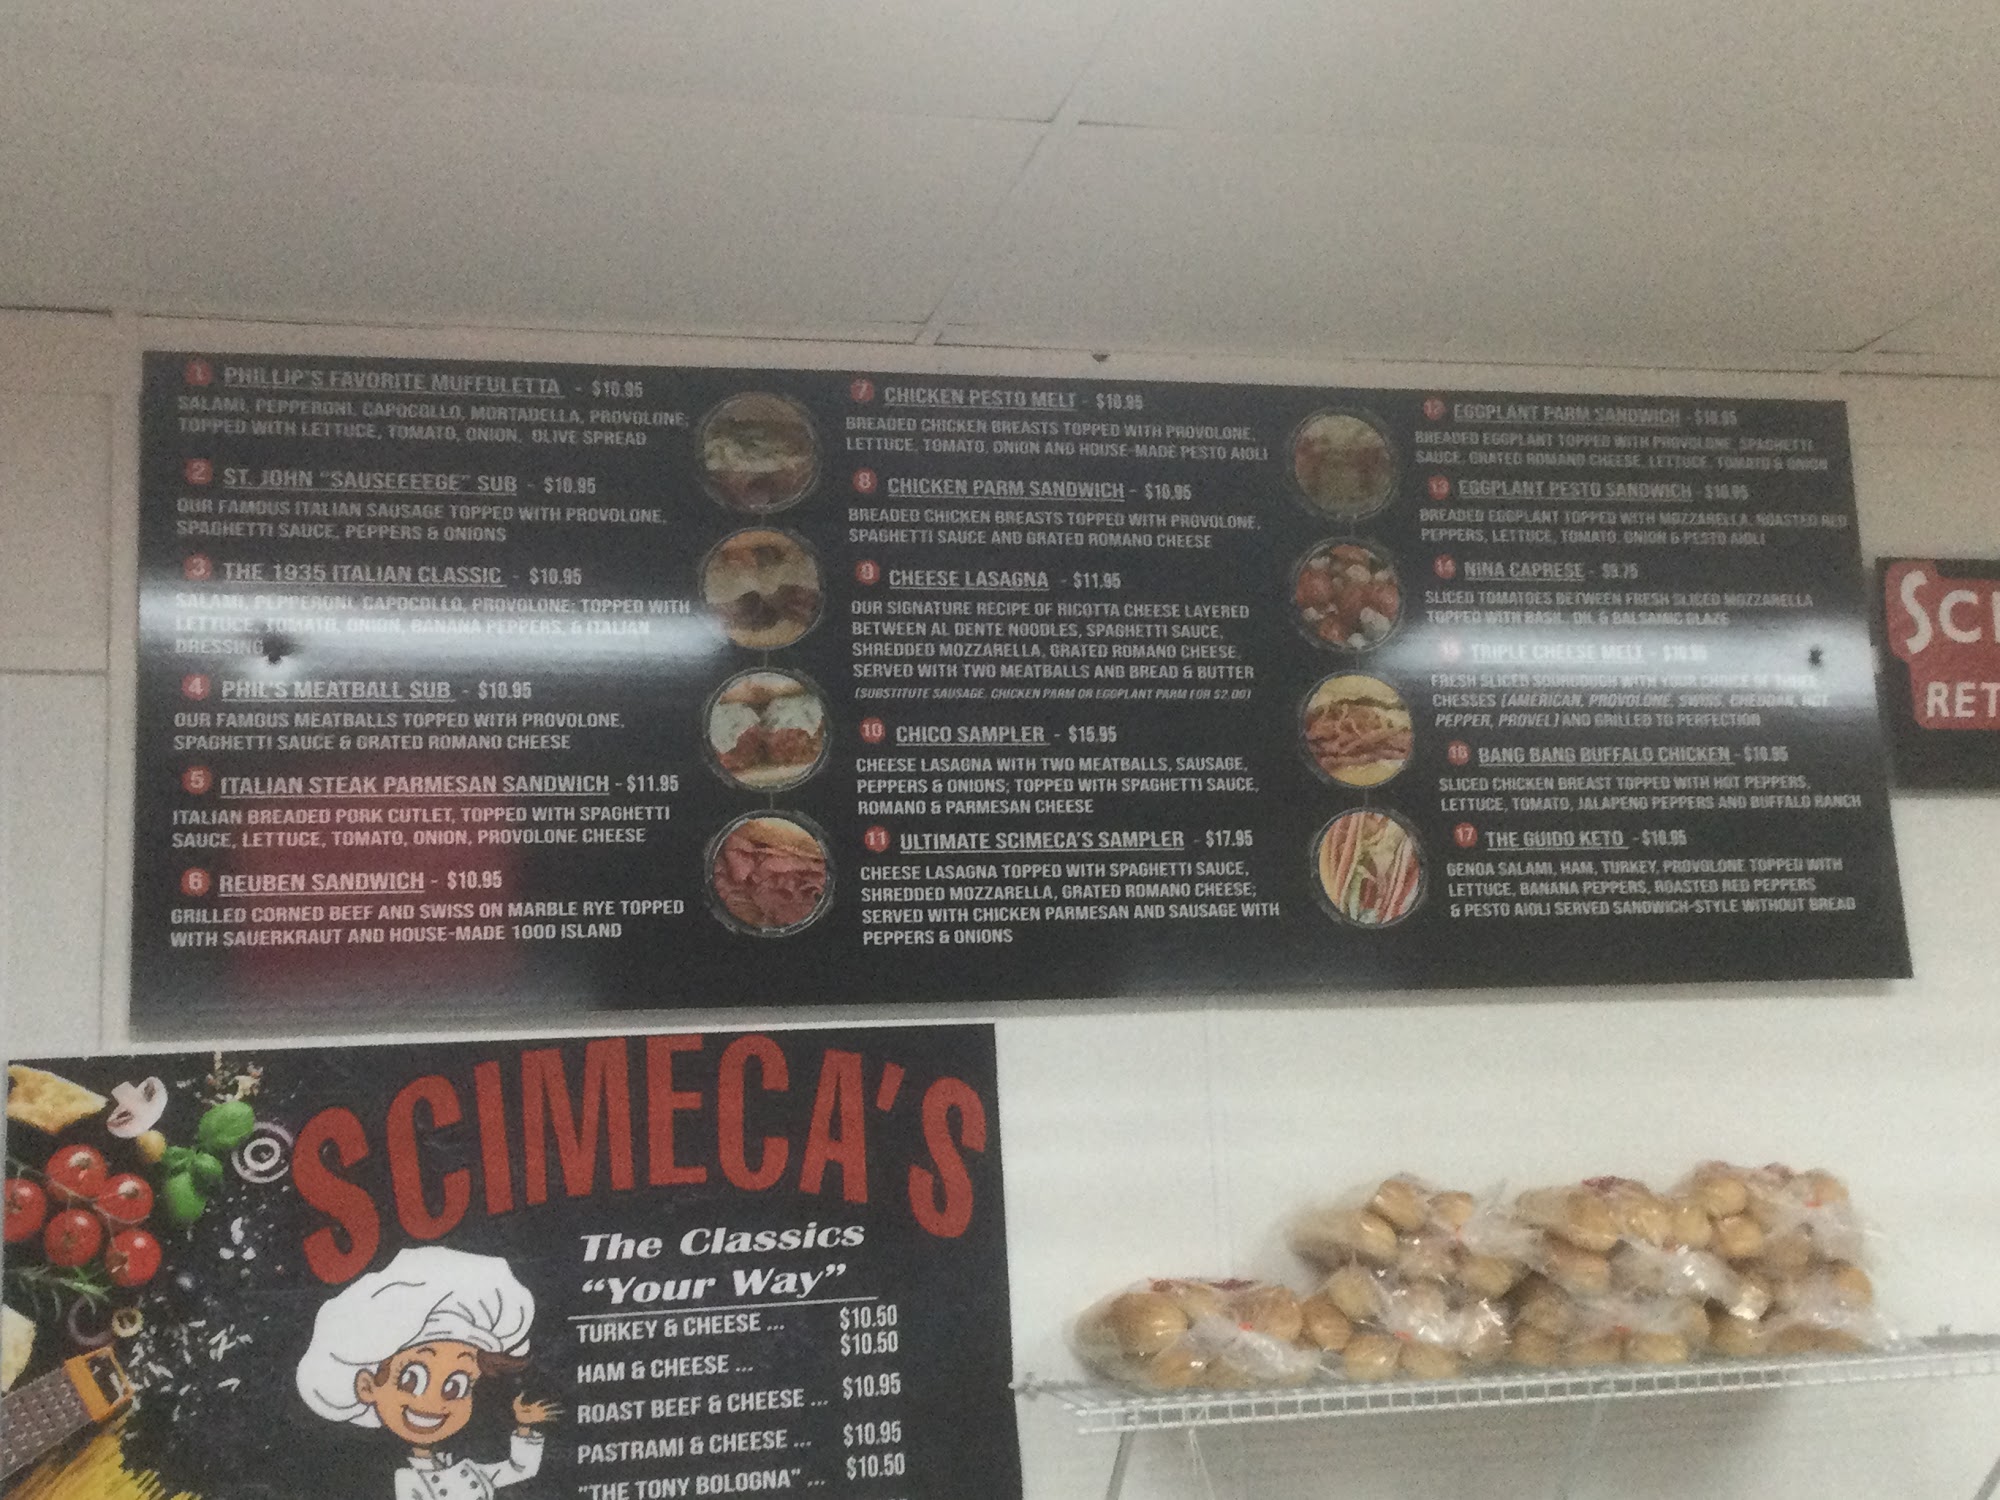 1 PHILLIP'S FAVORITE MUFFULETTA - $10.95
SALAMI, PEPPERONI, CAPOCOLLO, MORTADELLA, PROVOLONE;
TOPPED WITH LETTUCE, TOMATO, ONION, OLIVE SPREAD
2 ST. JOHN "SAUSEEEEGE" SUB - $10.95
OUR FAMOUS ITALIAN SAUSAGE TOPPED WITH PROVOLONE,
SPAGHETTI SAUCE, PEPPERS & ONIONS
3 THE 1935 ITALIAN CLASSIC - $10.95
SALAMI, PEPPERONI, CAPOCOLLO, PROVOLONE; TOPPED WITH
LETTUCE, TOMATO, ONION, BANANA PEPPERS, & ITALIAN
DRESSING
4 PHIL'S MEATBALL SUB - $10.95
OUR FAMOUS MEATBALLS TOPPED WITH PROVOLONE,
SPAGHETTI SAUCE & GRATED ROMANO CHEESE
5 ITALIAN STEAK PARMESAN SANDWICH - $11.95
ITALIAN BREADED PORK CUTLET, TOPPED WITH SPAGHETTI
SAUCE, LETTUCE, TOMATO, ONION, PROVOLONE CHEESE
6 REUBEN SANDWICH - $10.95
GRILLED CORNED BEEF AND SWISS ON MARBLE RYE TOPPED
WITH SAUERKRAUT AND HOUSE-MADE 1000 ISLAND
7 CHICKEN PESTO MELT - $10.95
BREADED CHICKEN BREASTS TOPPED WITH PROVOLONE,
LETTUCE, TOMATO, ONION AND HOUSE-MADE PESTO AIOLI
8 CHICKEN PARM SANDWICH - $10.95
BREADED CHICKEN BREASTS TOPPED WITH PROVOLONE,
SPAGHETTI SAUCE AND GRATED ROMANO CHEESE
9 CHEESE LASAGNA - $11.95
OUR SIGNATURE RECIPE OF RICOTTA CHEESE LAYERED
BETWEEN AL DENTE NOODLES, SPAGHETTI SAUCE,
SHREDDED MOZZARELLA, GRATED ROMANO CHEESE,
SERVED WITH TWO MEATBALLS AND BREAD & BUTTER
(SUBSTITUTE SAUSAGE, CHICKEN PARM OR EGGPLANT PARM FOR $2.00)
10 CHICO SAMPLER - $15.95
CHEESE LASAGNA WITH TWO MEATBALLS, SAUSAGE,
PEPPERS & ONIONS; TOPPED WITH SPAGHETTI SAUCE,
ROMANO & PARMESAN CHEESE
11 ULTIMATE SCIMECA'S SAMPLER - $17.95
CHEESE LASAGNA TOPPED WITH SPAGHETTI SAUCE,
SHREDDED MOZZARELLA, GRATED ROMANO CHEESE;
SERVED WITH CHICKEN PARMESAN AND SAUSAGE WITH
PEPPERS & ONIONS
12 EGGPLANT PARM SANDWICH - $10.95
BREADED EGGPLANT TOPPED WITH PROVOLONE, SPAGHETTI
SAUCE, GRATED ROMANO CHEESE, LETTUCE, TOMATO & ONION
13 EGGPLANT PESTO SANDWICH - $10.95
BREADED EGGPLANT TOPPED WITH MOZZARELLA, ROASTED RED
PEPPERS, LETTUCE, TOMATO, ONION & PESTO AIOLI
14 NINA CAPRESE - $9.75
SLICED TOMATOES BETWEEN FRESH SLICED MOZZARELLA
TOPPED WITH BASIL, OIL & BALSAMIC GLAZE
15 TRIPLE CHEESE MELT -
FRESH SLICED SOURDOUGH WITH YOUR CHOICE OF THREE
CHESSES (AMERICAN, PROVOLONE, SWISS, CHEDDAR, HOT
PEPPER, PROVEL) AND GRILLED TO PERFECTION
16 BANG BANG BUFFALO CHICKEN - $10.95
SLICED CHICKEN BREAST TOPPED WITH HOT PEPPERS,
LETTUCE, TOMATO, JALAPENO PEPPERS AND BUFFALO RANCH
17 THE GUIDO KETO - $10.95
GENOA SALAMI, HAM, TURKEY, PROVOLONE TOPPED WITH
LETTUCE, BANANA PEPPERS, ROASTED RED PEPPERS
& PESTO AIOLI SERVED SANDWICH-STYLE WITHOUT BREAD
SCI
RET
SCIMECA'S
The Classics
"Your Way"
TURKEY & CHEESE ... $10.50
HAM & CHEESE ... $10.50
ROAST BEEF & CHEESE ... $10.95
PASTRAMI & CHEESE ... $10.95
"THE TONY BOLOGNA" ... $10.50